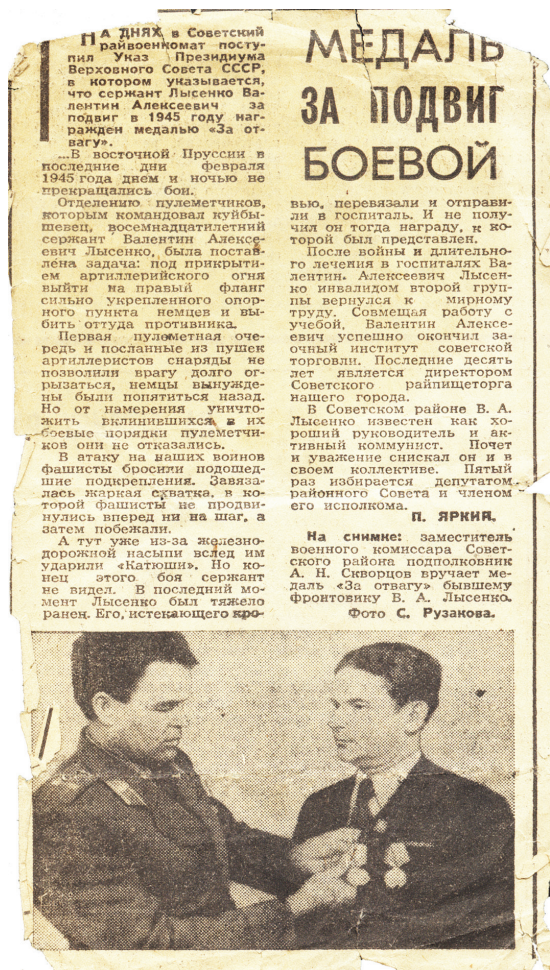 МЕДАЛЬ
ЗА ПОДВИГ
БОЕВОЙ
НА ДНЯХ в Советский
райвоенкомат посту-
пил Указ Президиума
Верховного Совета СССР,
в котором указывается,
что сержант Лысенко Ва-
лентин Алексеевич за
подвиг в 1945 году наг-
ражден медалью «За от-
вагу».
...В восточной Пруссии в
последние дни февраля
1945 года днем и ночью не
прекращались бои.
Отделению пулеметчиков,
которым командовал куйбы-
шевец, восемнадцатилетний
сержант Валентин Алексе-
евич Лысенко, была постав-
лена задача: под прикрыти-
ем артиллерийского огня
выйти на правый фланг
сильно укрепленного опор-
ного пункта немцев и вы-
бить оттуда противника.
Первая пулеметная оче-
редь и посланные из пушек
артиллеристов снаряды не
позволили врагу долго ог-
рызаться, немцы вынужде-
ны были попятиться назад.
Но от намерения уничто-
жить вклинившихся в их
боевые порядки пулеметчи-
ков они не отказались.
В атаку на наших воинов
фашисты бросили подошед-
шие подкрепления. Завяза-
лась жаркая схватка, в ко-
торой фашисты не продви-
нулись вперед ни на шаг, а
затем побежали.
А тут уже из-за железно-
дорожной насыпи вслед им
ударили «Катюши». Но ко-
нец этого боя сержант
не видел. В последний мо-
мент Лысенко был тяжело
ранен. Его, истекающего кро-
вью, перевязали и отправи-
ли в госпиталь. И не полу-
чил он тогда награду, к ко-
торой был представлен.
После войны и длительно-
го лечения в госпиталях Ва-
лентин Алексеевич Лысен-
ко инвалидом второй груп-
пы вернулся к мирному
труду. Совмещая работу с
учебой, Валентин Алексе-
евич успешно окончил за-
очный институт советской
торговли. Последние десять
лет является директором
Советского райпищеторга
нашего города.
В Советском районе В. А.
Лысенко известен как хо-
роший руководитель и ак-
тивный коммунист. Почет
и уважение снискал он и в
своем коллективе. Пятый
раз избирается депутатом
районного Совета и членом
его исполкома.
П. ЯРКИЙ.
На снимке: заместитель
военного комиссара Совет-
ского района подполковник
А. Н. Скворцов вручает ме-
даль «За отвагу» бывшему
фронтовику В. А. Лысенко.
Фото С. Рузакова.